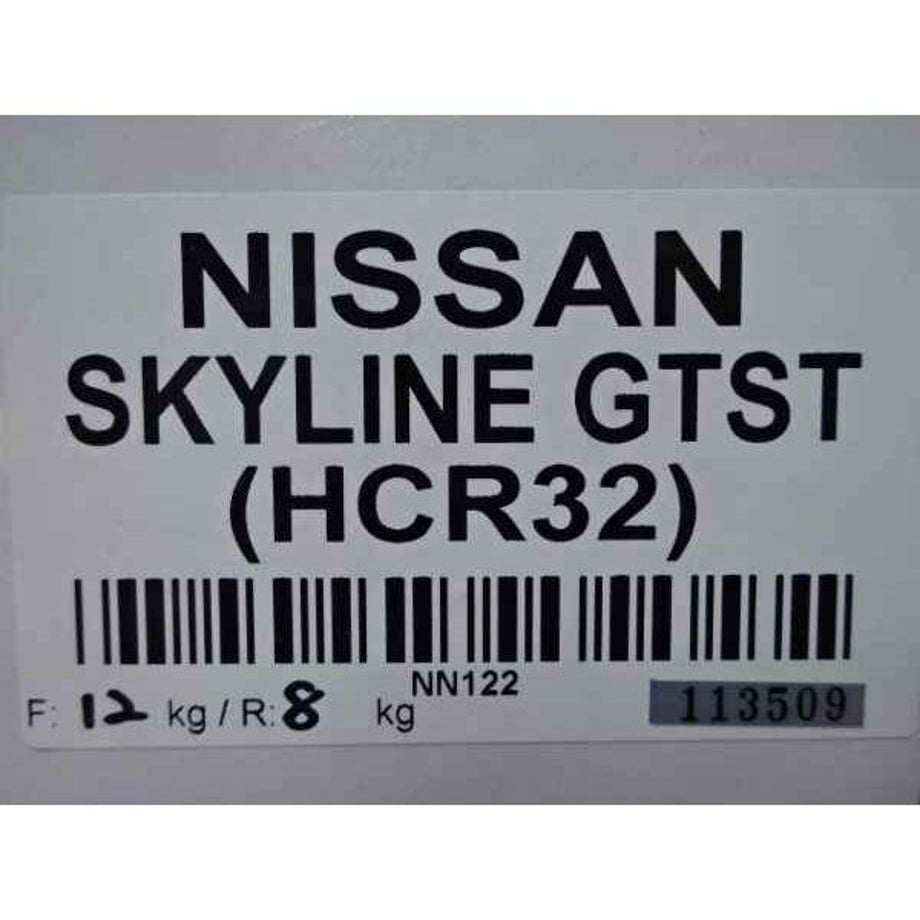 NISSAN
SKYLINE GTST
(HCR32)
NN122
F: 12 kg / R: 8 kg
113509